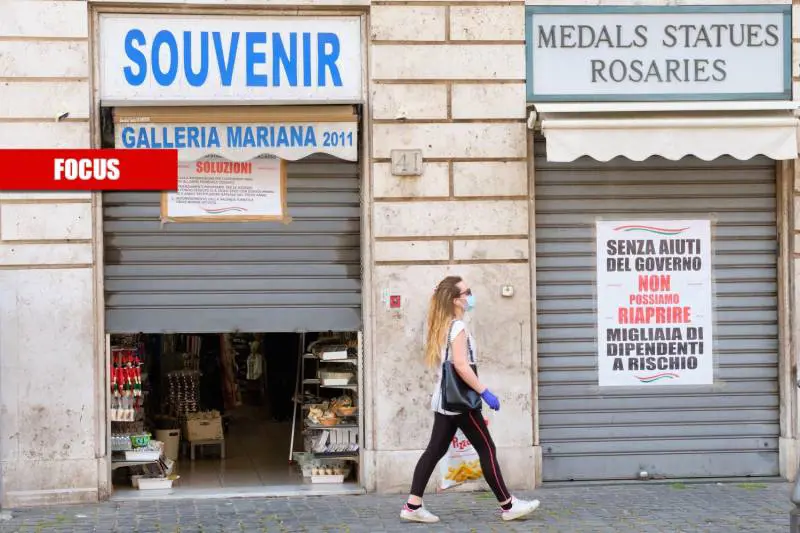 SOUVENIR
GALLERIA MARIANA 2011
SOLUZIONI
FOCUS
MEDALS STATUES
ROSARIES
41
SENZA AIUTI
DEL GOVERNO
NON
POSSIAMO
RIAPRIRE
MIGLIAIA DI
DIPENDENTI
A RISCHIO